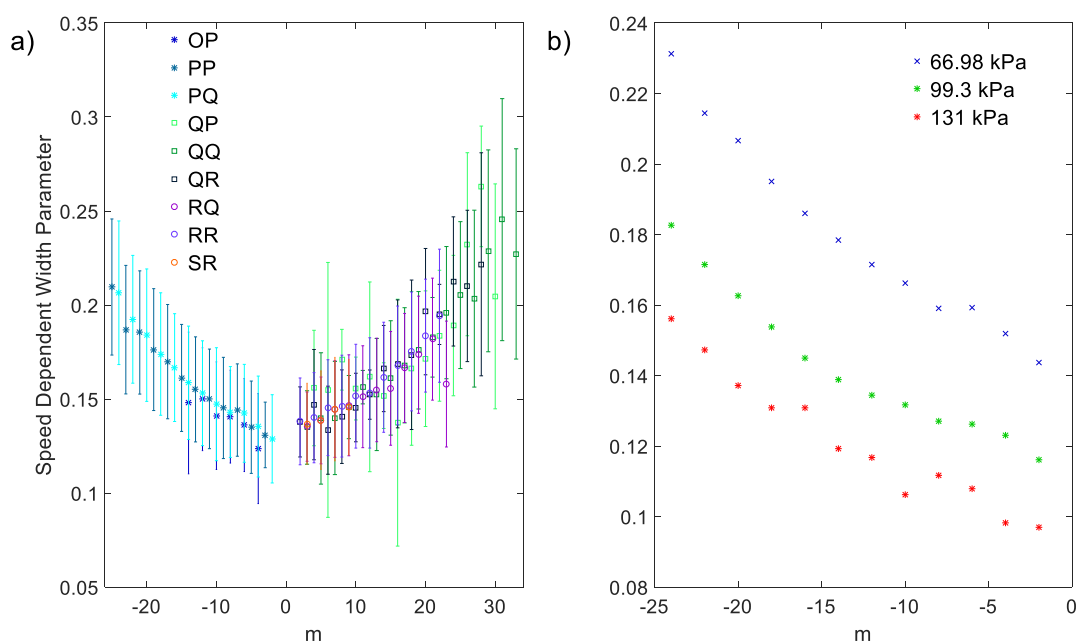 a)
Speed Dependent Width Parameter
0.35
0.3
0.25
0.2
0.15
0.1
0.05
OP
PP
PQ
QP
QQ
QR
RQ
RR
SR
-20
-10
0
10
20
30
m
b)
0.24
0.22
0.2
0.18
0.16
0.14
0.12
0.1
0.08
66.98 kPa
99.3 kPa
131 kPa
-25
-20
-15
-10
-5
0
m